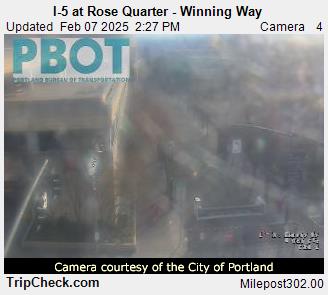 I-5 at Rose Quarter - Winning Way
Updated Feb 07 2025 2:27 PM Camera 4
PBOT
PORTLAND BUREAU OF TRANSPORTATION
Camera courtesy of the City of Portland
TripCheck.com Milepost302.00